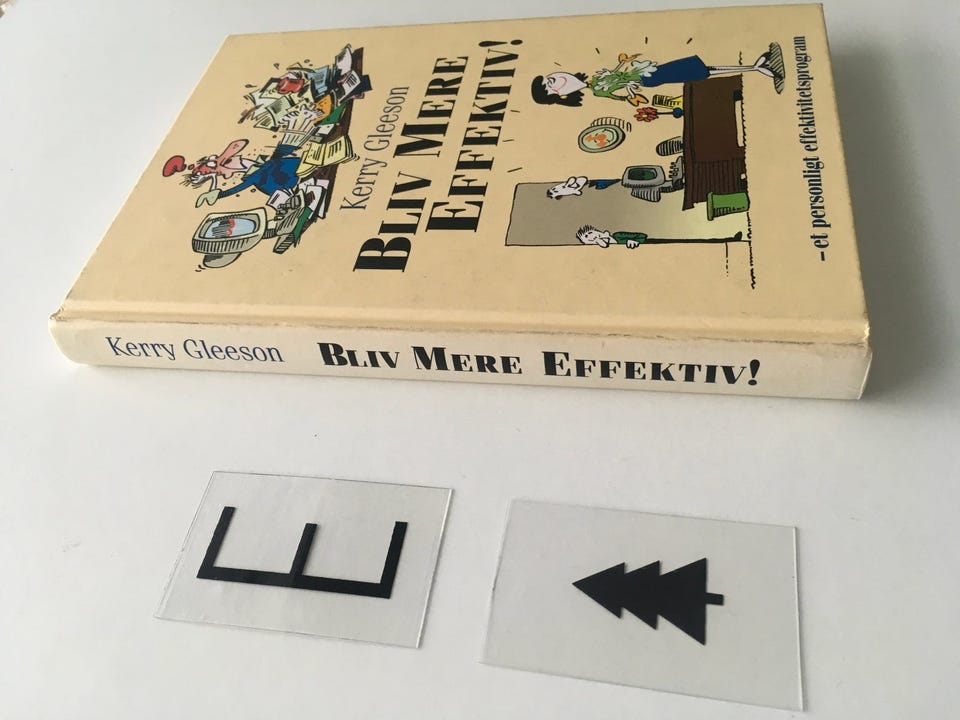 Kerry Gleeson
BLIV MERE
EFFEKTIV!
– et personligt effektivitetsprogram
Kerry Gleeson BLIV MERE EFFEKTIV!
E